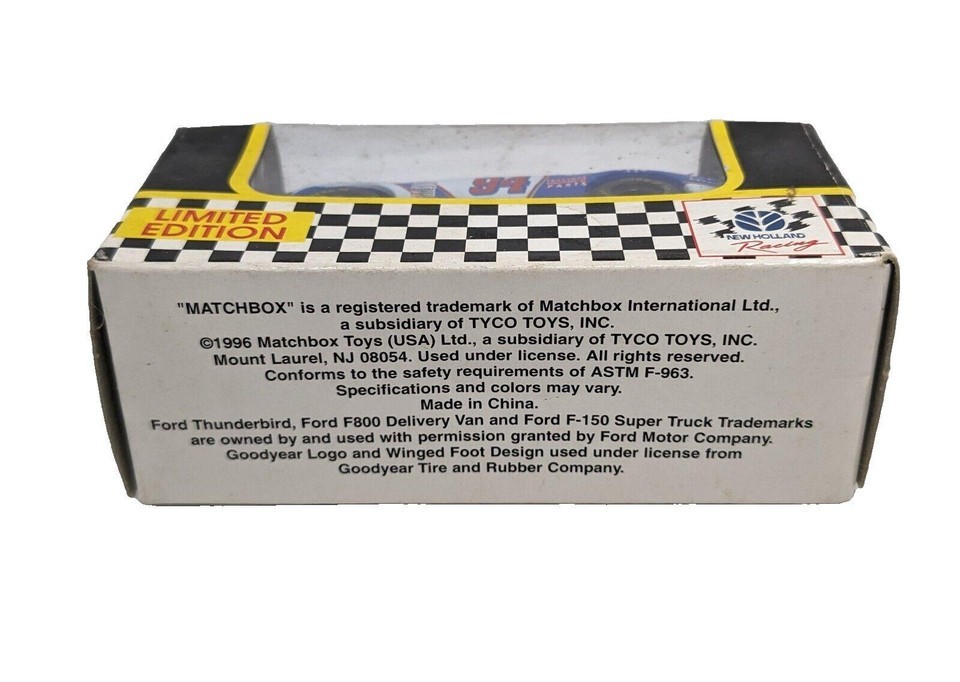 94
PARTS
LIMITED
EDITION
NEW HOLLAND
Racing
"MATCHBOX" is a registered trademark of Matchbox International Ltd.,
a subsidiary of TYCO TOYS, INC.
©1996 Matchbox Toys (USA) Ltd., a subsidiary of TYCO TOYS, INC.
Mount Laurel, NJ 08054. Used under license. All rights reserved.
Conforms to the safety requirements of ASTM F-963.
Specifications and colors may vary.
Made in China.
Ford Thunderbird, Ford F800 Delivery Van and Ford F-150 Super Truck Trademarks
are owned by and used with permission granted by Ford Motor Company.
Goodyear Logo and Winged Foot Design used under license from
Goodyear Tire and Rubber Company.